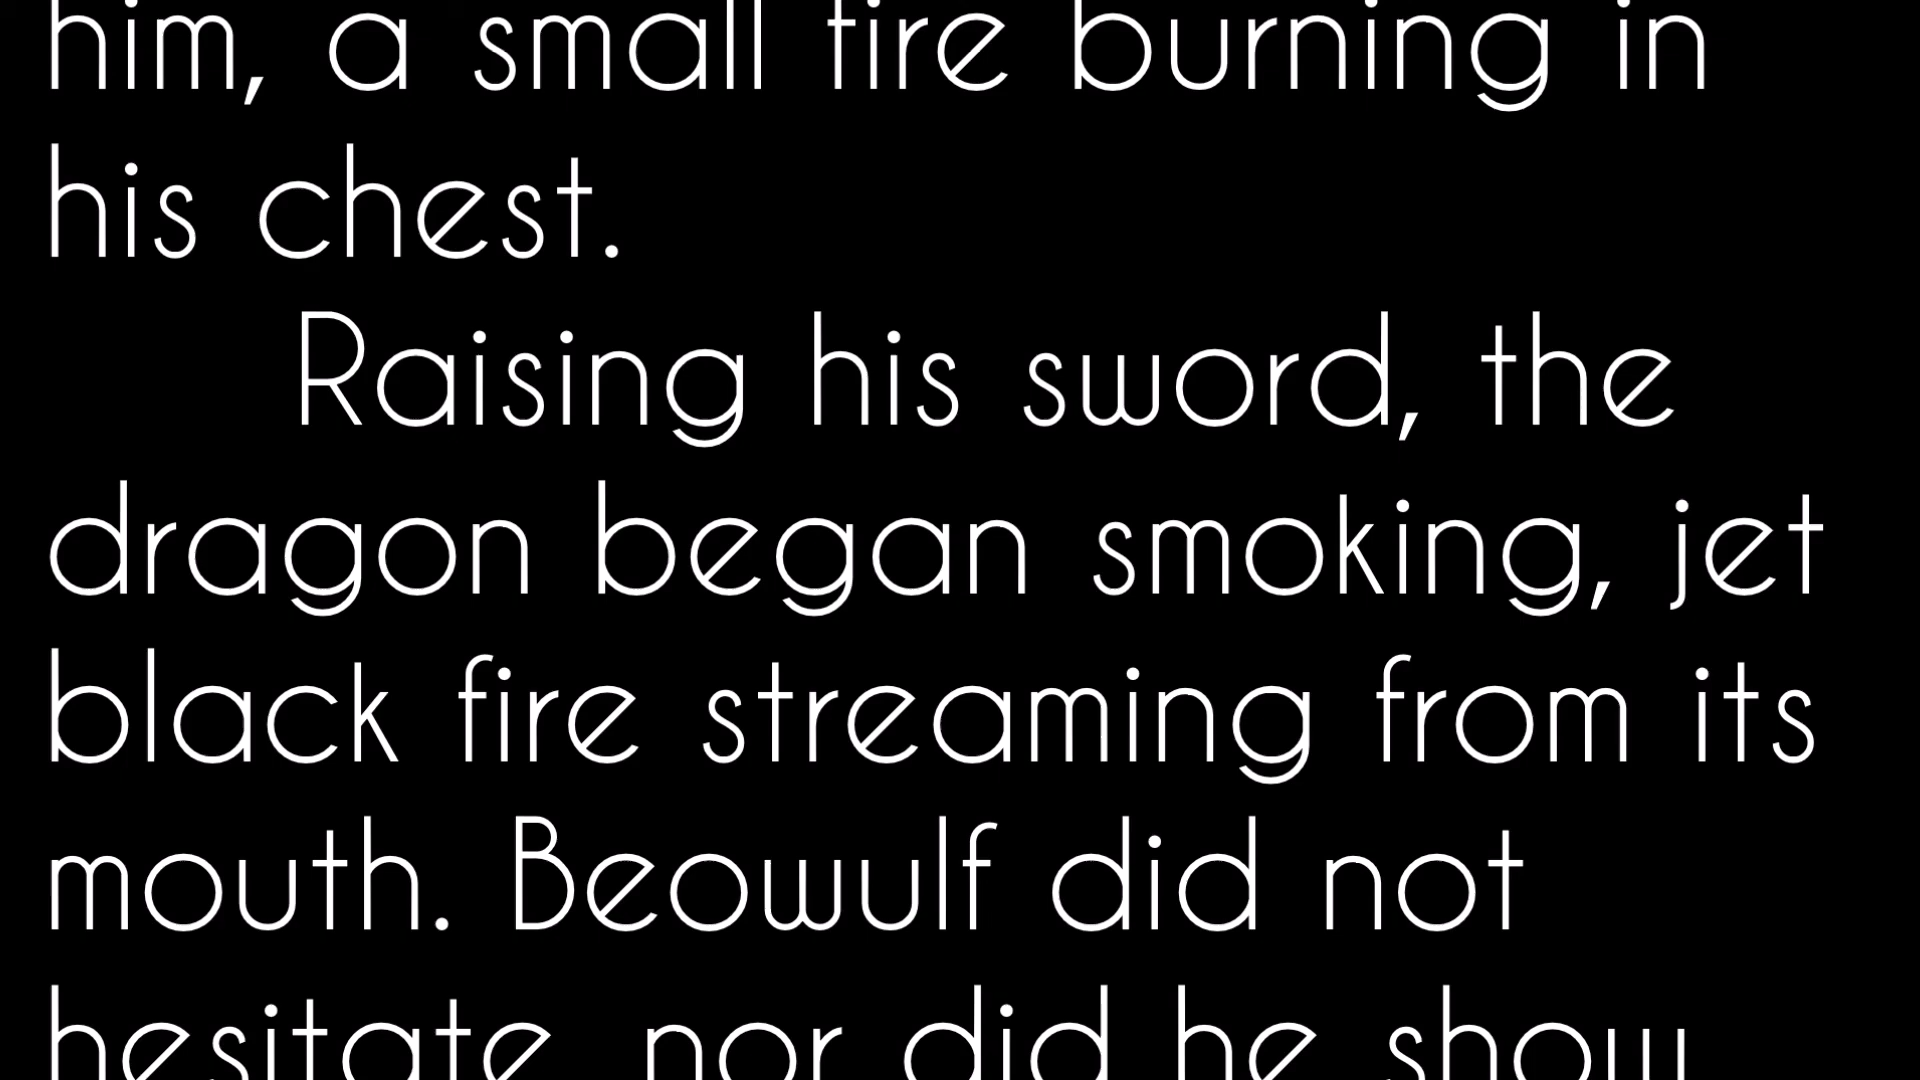 him, a small fire burning in
his chest.
Raising his sword, the
dragon began smoking, jet
black fire streaming from its
mouth. Beowulf did not
hesitate nor did he show